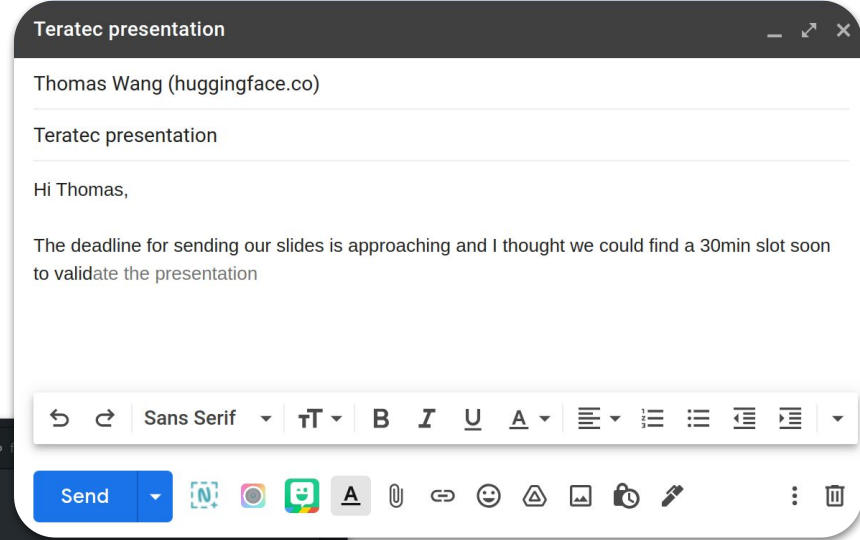 Teratec presentation
Thomas Wang (huggingface.co)
Teratec presentation
Hi Thomas,
The deadline for sending our slides is approaching and I thought we could find a 30min slot soon
to validate the presentation
Sans Serif
Send